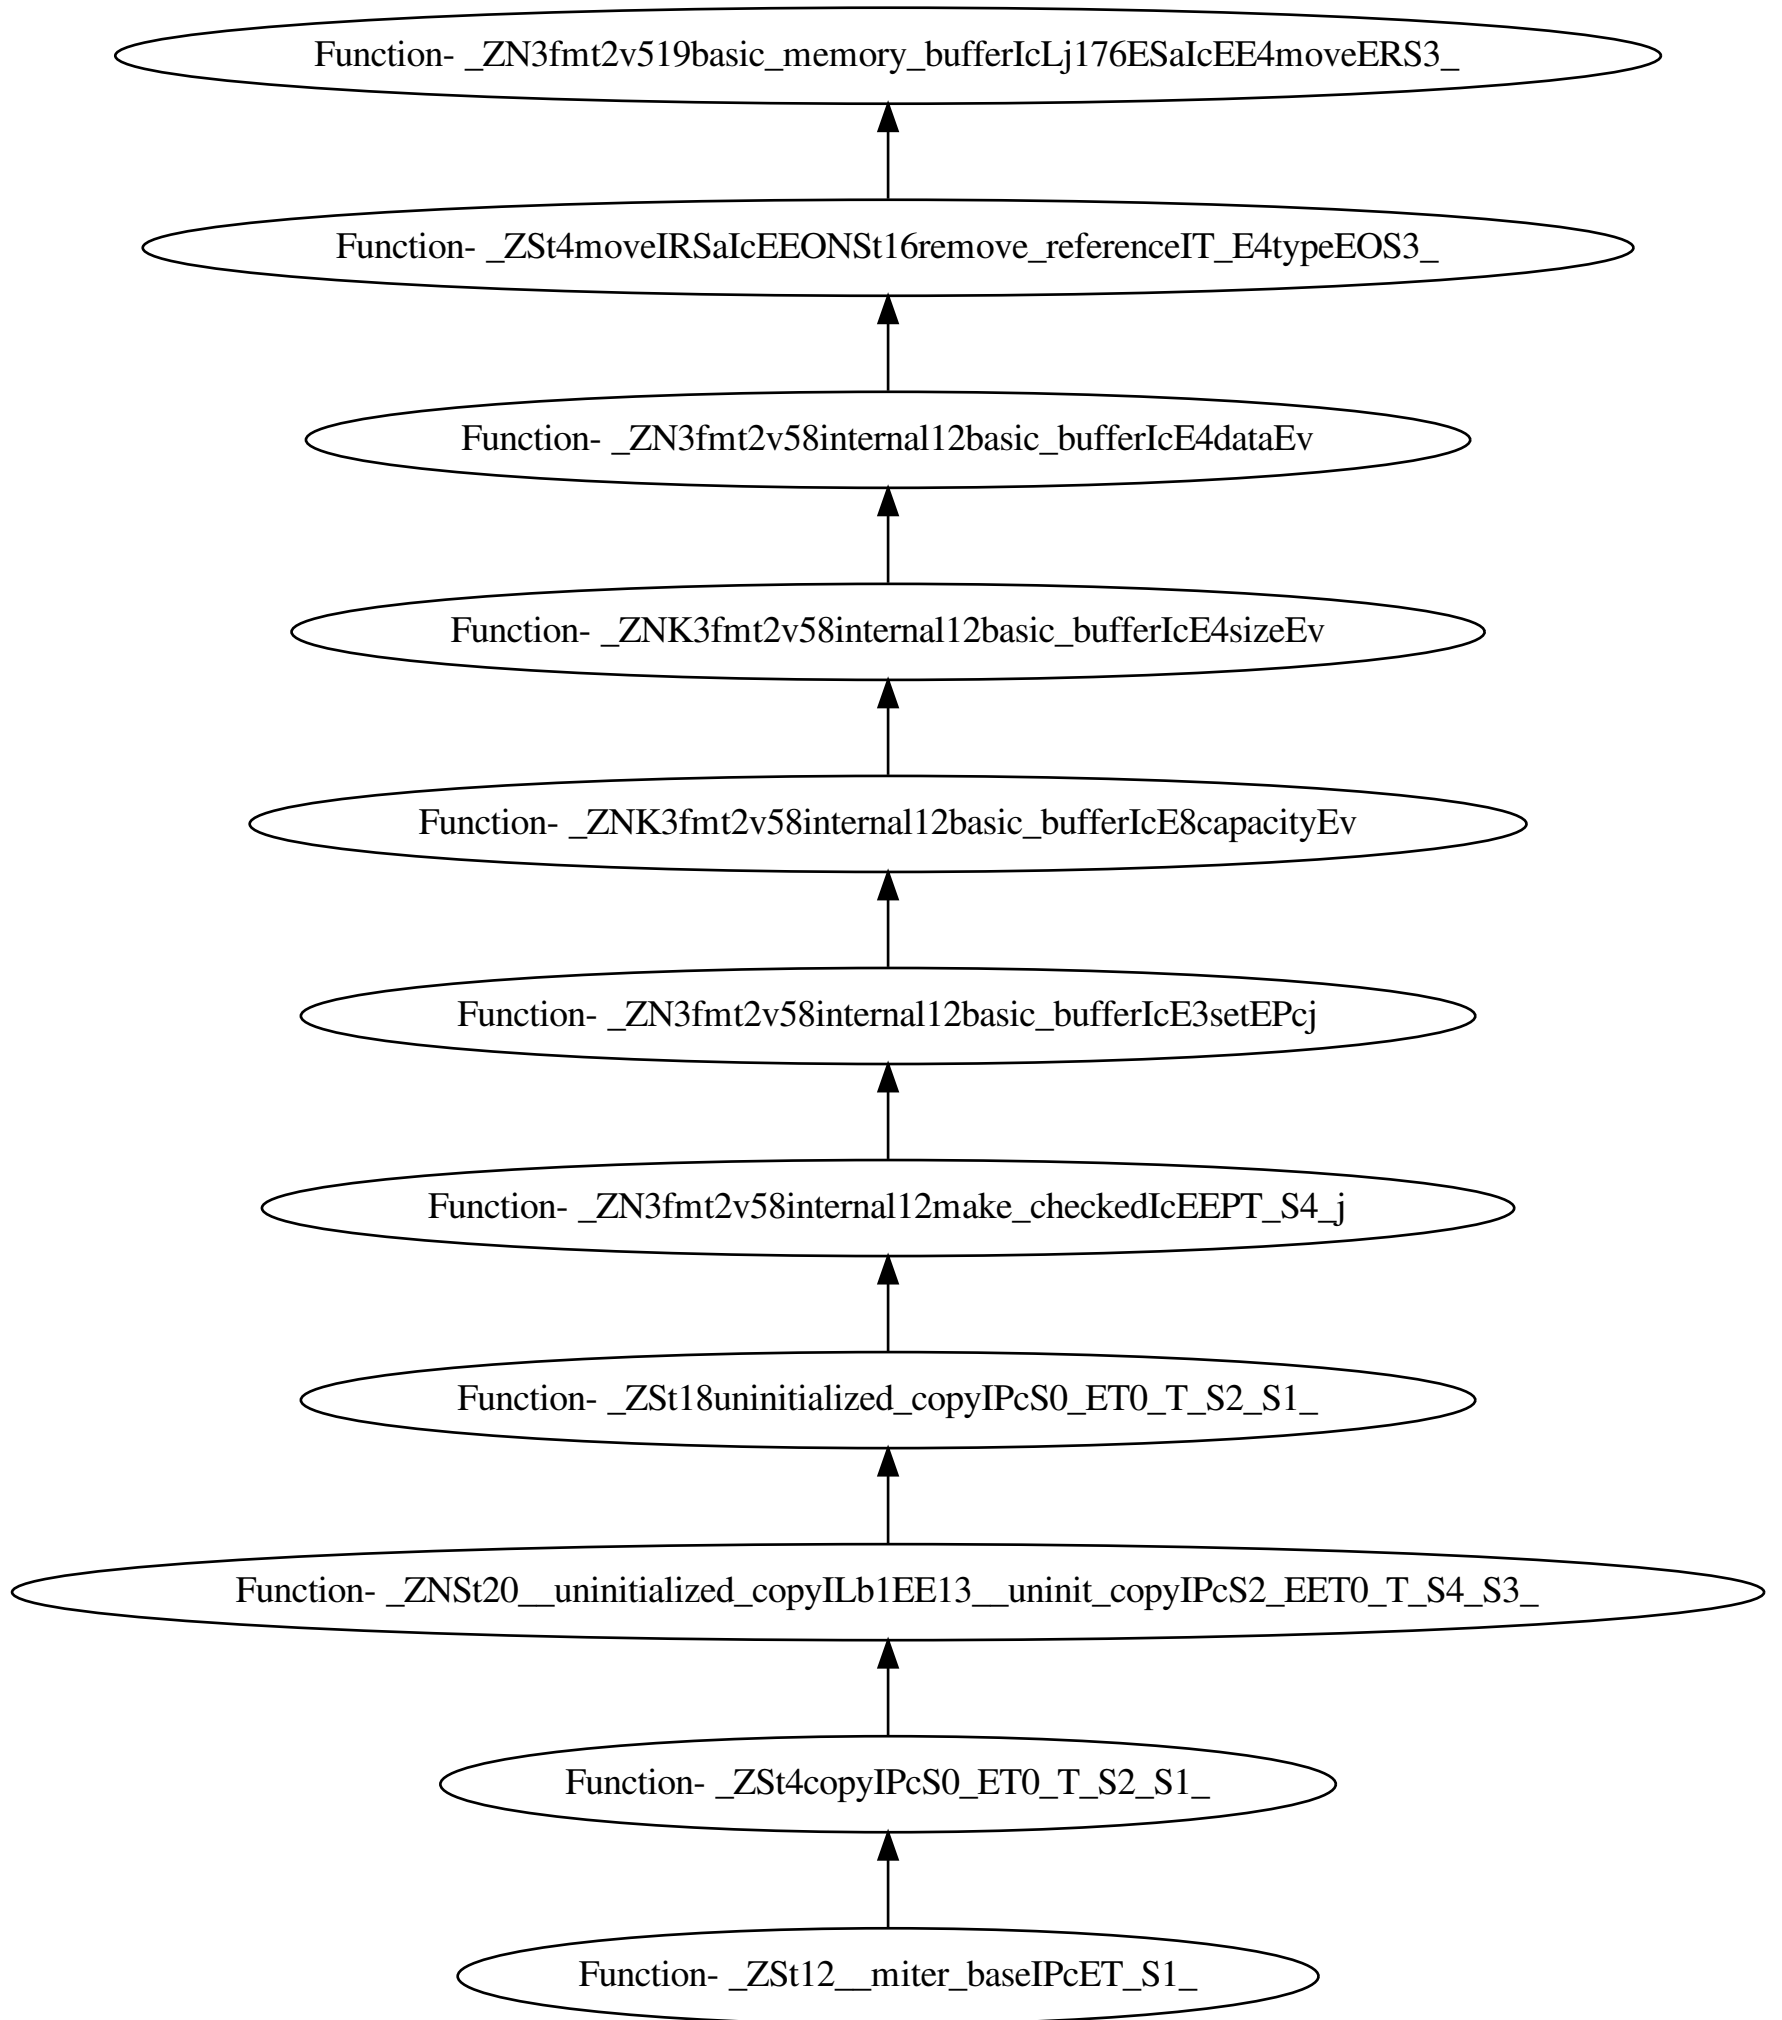 Function- _ZN3fmt2v519basic_memory_bufferIcLj176ESaIcEE4moveERS3_
Function- _ZSt4moveIRSaIcEEONSt16remove_referenceIT_E4typeEOS3_
Function- _ZN3fmt2v58internal12basic_bufferIcE4dataEv
Function- _ZNK3fmt2v58internal12basic_bufferIcE4sizeEv
Function- _ZNK3fmt2v58internal12basic_bufferIcE8capacityEv
Function- _ZN3fmt2v58internal12basic_bufferIcE3setEPcj
Function- _ZN3fmt2v58internal12make_checkedIcEEPT_S4_j
Function- _ZSt18uninitialized_copyIPcS0_ET0_T_S2_S1_
Function- _ZNSt20__uninitialized_copyILb1EE13__uninit_copyIPcS2_EET0_T_S4_S3_
Function- _ZSt4copyIPcS0_ET0_T_S2_S1_
Function- _ZSt12__miter_baseIPcET_S1_